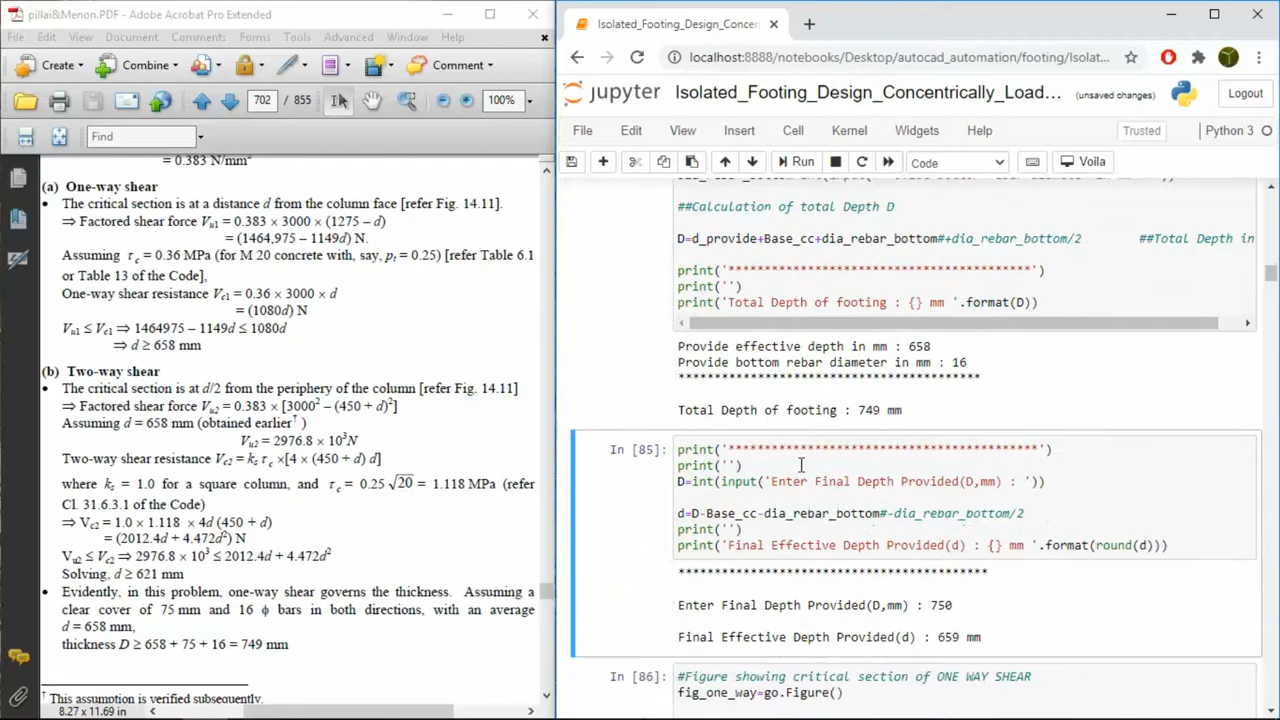 pillai&Menon.PDF - Adobe Acrobat Pro Extended
File Edit View Document Comments Forms Tools Advanced Window Help
Create Combine Comment
702 / 855 100%
Find
= 0.383 N/mm²
(a) One-way shear
• The critical section is at a distance d from the column face [refer Fig. 14.11].
⇒ Factored shear force Vu1 = 0.383 × 3000 × (1275 – d)
= (1464,975 – 1149d) N.
Assuming τc = 0.36 MPa (for M 20 concrete with, say, pt = 0.25) [refer Table 6.1
or Table 13 of the Code],
One-way shear resistance Vc1 = 0.36 × 3000 × d
= (1080d) N
Vu1 ≤ Vc1 ⇒ 1464975 – 1149d ≤ 1080d
⇒ d ≥ 658 mm
(b) Two-way shear
• The critical section is at d/2 from the periphery of the column [refer Fig. 14.11]
⇒ Factored shear force Vu2 = 0.383 × [3000² – (450 + d)²]
Assuming d = 658 mm (obtained earlier†)
Vu2 = 2976.8 × 10³N
Two-way shear resistance Vc2 = ks τc ×[4 × (450 + d) d]
where ks = 1.0 for a square column, and τc = 0.25 √20 = 1.118 MPa (refer
Cl. 31.6.3.1 of the Code)
⇒ Vc2 = 1.0 × 1.118 × 4d (450 + d)
= (2012.4d + 4.472d²) N
Vu2 ≤ Vc2 ⇒ 2976.8 × 10³ ≤ 2012.4d + 4.472d²
Solving, d ≥ 621 mm
• Evidently, in this problem, one-way shear governs the thickness. Assuming a
clear cover of 75 mm and 16 ϕ bars in both directions, with an average
d = 658 mm,
thickness D ≥ 658 + 75 + 16 = 749 mm
† This assumption is verified subsequently.
8.27 x 11.69 in
Isolated_Footing_Design_Concen
localhost:8888/notebooks/Desktop/autocad_automation/footing/Isolat...
jupyter Isolated_Footing_Design_Concentrically_Load... (unsaved changes) Logout
File Edit View Insert Cell Kernel Widgets Help Trusted Python 3
Run Code Voila
##Calculation of total Depth D
D=d_provide+Base_cc+dia_rebar_bottom#+dia_rebar_bottom/2 ##Total Depth in
print('*****************************************')
print('')
print('Total Depth of footing : {} mm '.format(D))
Provide effective depth in mm : 658
Provide bottom rebar diameter in mm : 16
*****************************************
Total Depth of footing : 749 mm
In [85]: print('******************************************')
print('')
D=int(input('Enter Final Depth Provided(D,mm) : '))
d=D-Base_cc-dia_rebar_bottom#-dia_rebar_bottom/2
print('')
print('Final Effective Depth Provided(d) : {} mm '.format(round(d)))
******************************************
Enter Final Depth Provided(D,mm) : 750
Final Effective Depth Provided(d) : 659 mm
In [86]: #Figure showing critical section of ONE WAY SHEAR
fig_one_way=go.Figure()